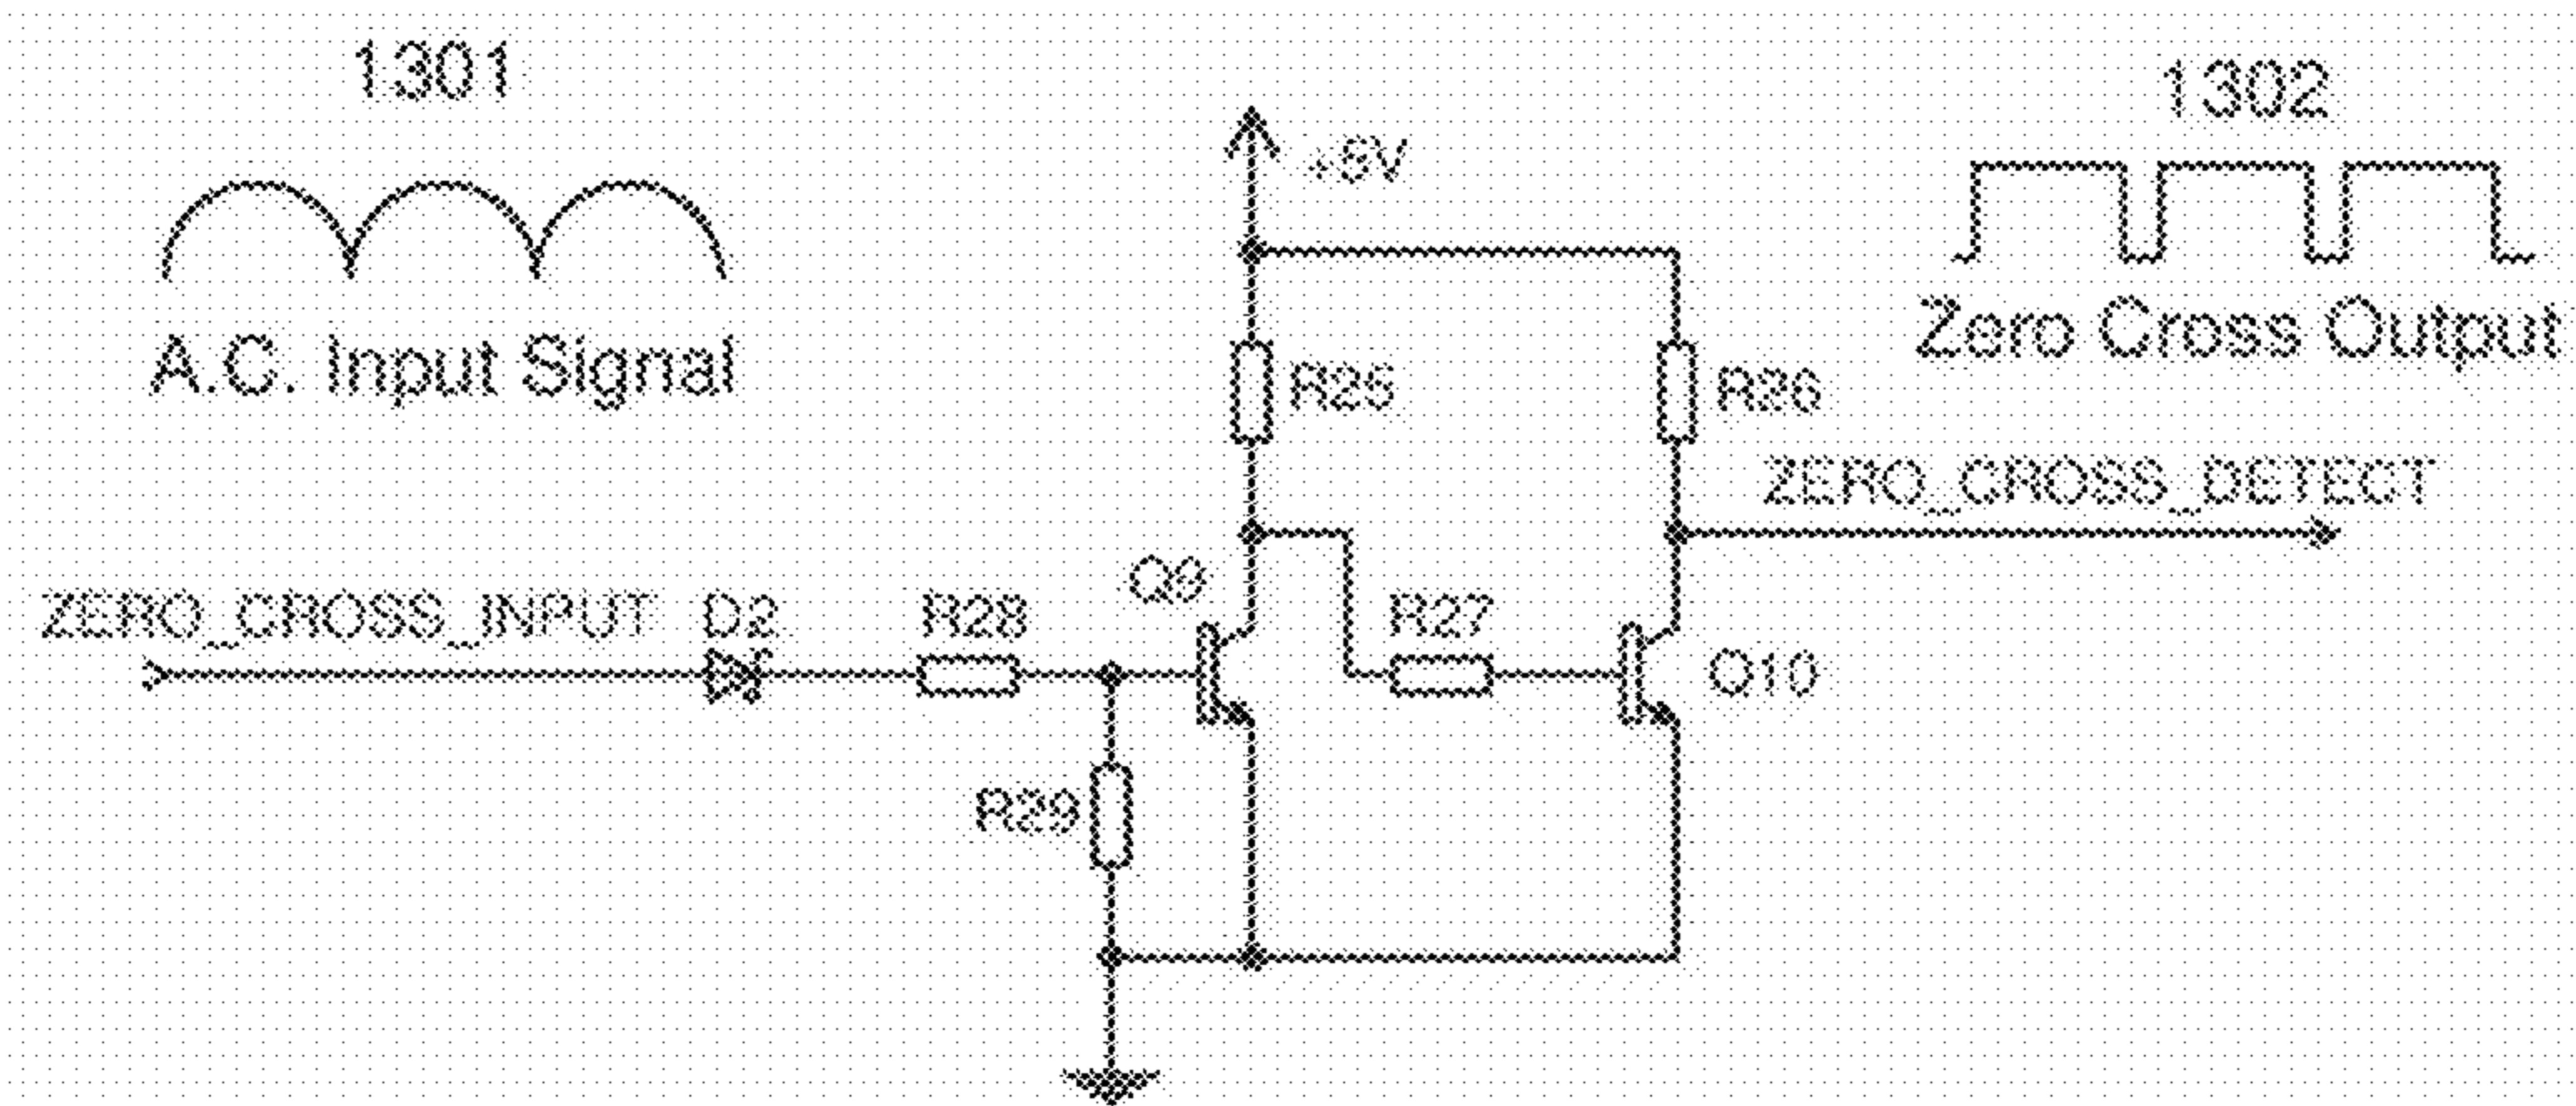 1301
1302
+5V
A.C. Input Signal
Zero Cross Output
R25
R26
ZERO_CROSS_DETECT
Q9
ZERO_CROSS_INPUT D2
R28
R27
Q10
R29